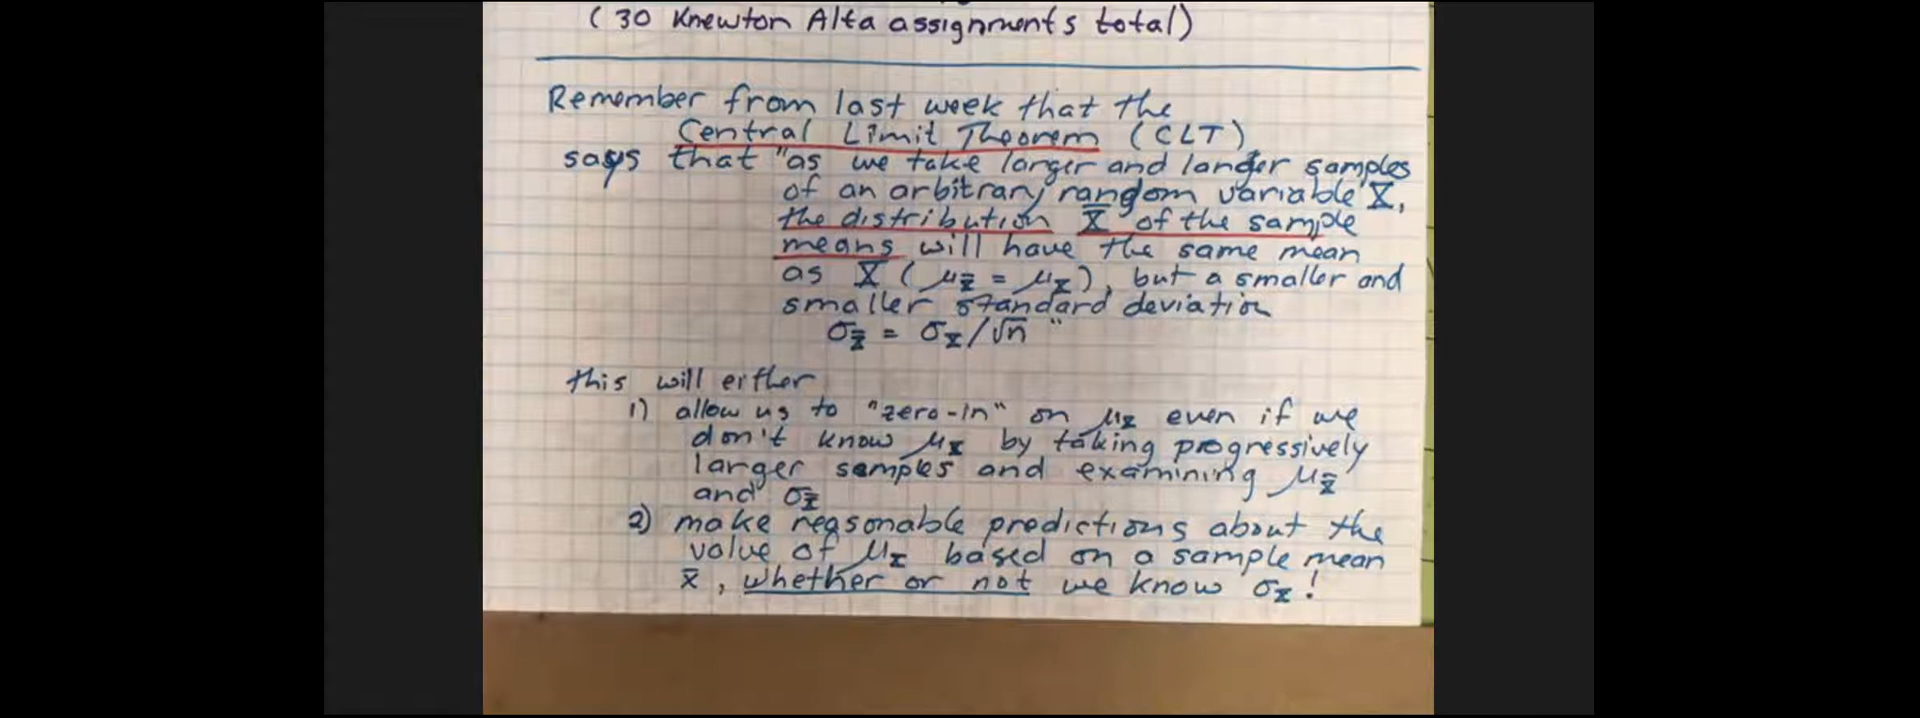 (30 Knewton Alta assignments total)
Remember from last week that the
Central Limit Theorem (CLT)
says that "as we take larger and larger samples
of an arbitrary random variable X,
the distribution X̄ of the sample
means will have the same mean
as X (μx̄ = μx), but a smaller and
smaller standard deviation
σx̄ = σx/√n "
this will either
1) allow us to "zero-in" on μx even if we
don't know μx by taking progressively
larger samples and examining μx̄
and σx̄
2) make reasonable predictions about the
value of μx based on a sample mean
x̄, whether or not we know σx!